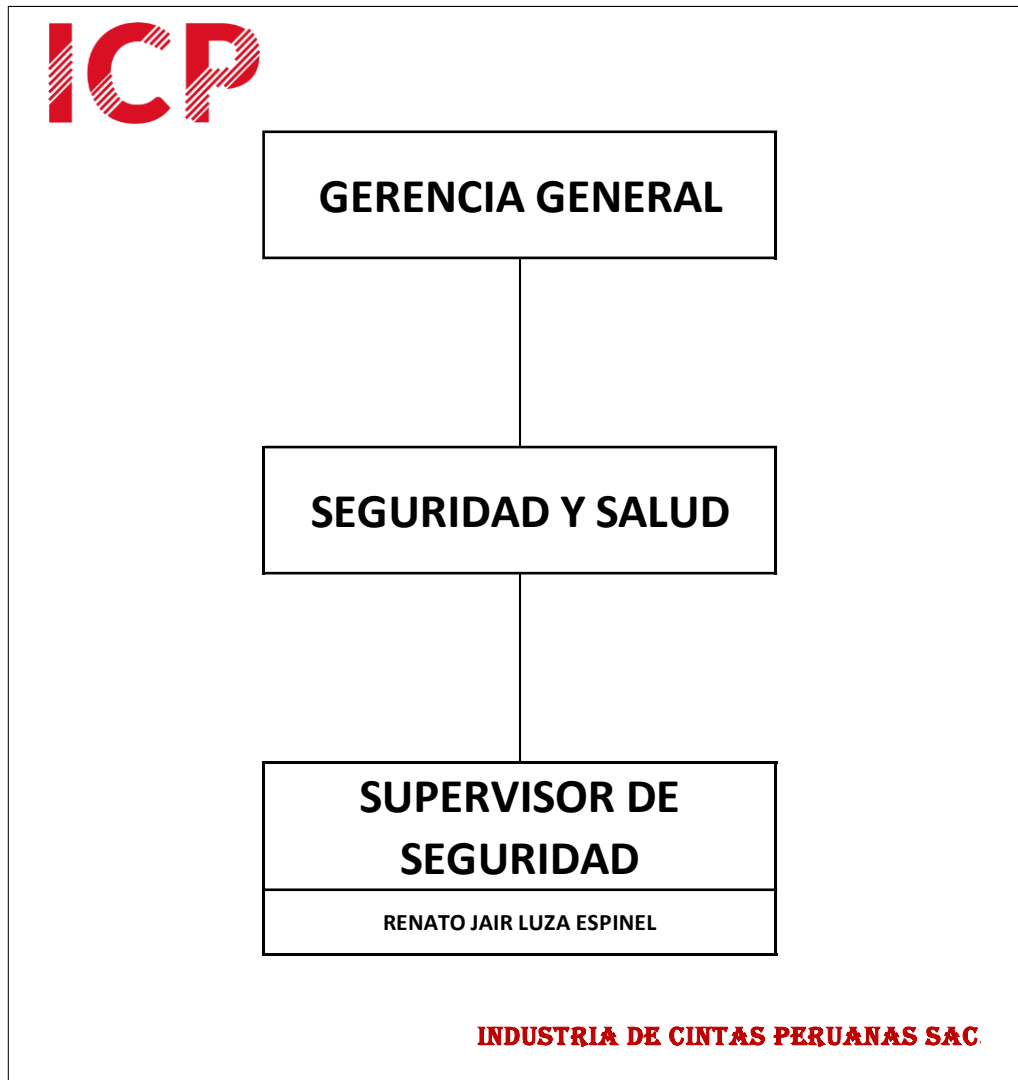 ICP
GERENCIA GENERAL
SEGURIDAD Y SALUD
SUPERVISOR DE
SEGURIDAD
RENATO JAIR LUZA ESPINEL
INDUSTRIA DE CINTAS PERUANAS SAC.